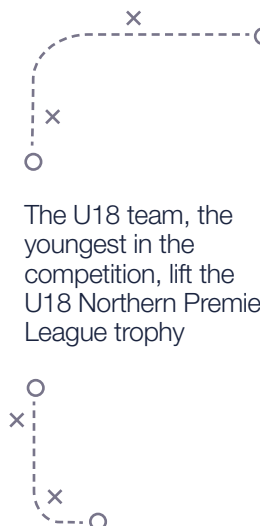 The U18 team, the
youngest in the
competition, lift the
U18 Northern Premie
League trophy